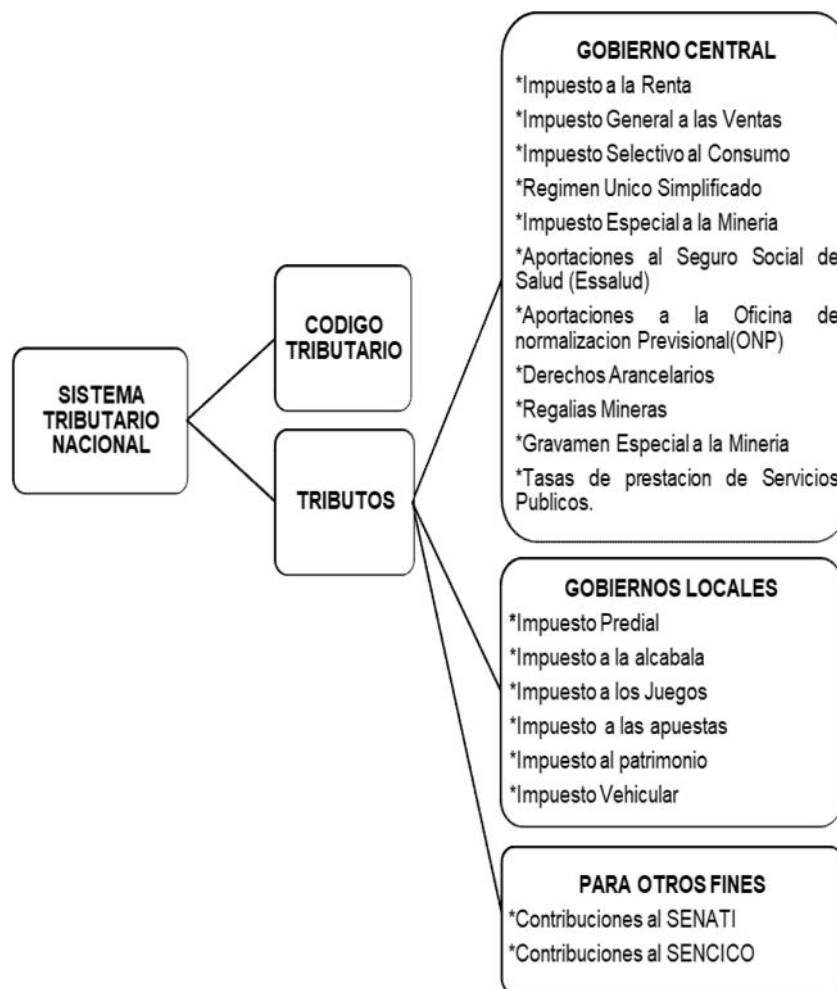 SISTEMA
TRIBUTARIO
NACIONAL
CODIGO
TRIBUTARIO
TRIBUTOS
GOBIERNO CENTRAL
*Impuesto a la Renta
*Impuesto General a las Ventas
*Impuesto Selectivo al Consumo
*Regimen Unico Simplificado
*Impuesto Especial a la Mineria
*Aportaciones al Seguro Social de
Salud (Essalud)
*Aportaciones a la Oficina de
normalizacion Previsional(ONP)
*Derechos Arancelarios
*Regalias Mineras
*Gravamen Especial a la Mineria
*Tasas de prestacion de Servicios
Publicos.
GOBIERNOS LOCALES
*Impuesto Predial
*Impuesto a la alcabala
*Impuesto a los Juegos
*Impuesto a las apuestas
*Impuesto al patrimonio
*Impuesto Vehicular
PARA OTROS FINES
*Contribuciones al SENATI
*Contribuciones al SENCICO